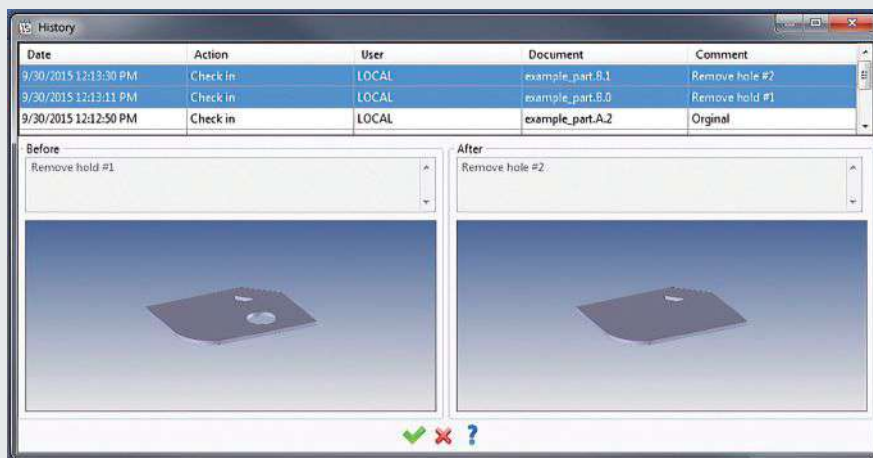 History
Date Action User Document Comment
9/30/2015 12:13:30 PM Check in LOCAL example_part.B.1 Remove hole #2
9/30/2015 12:13:11 PM Check in LOCAL example_part.B.0 Remove hold #1
9/30/2015 12:12:50 PM Check in LOCAL example_part.A.2 Orginal
Before After
Remove hold #1 Remove hole #2
?